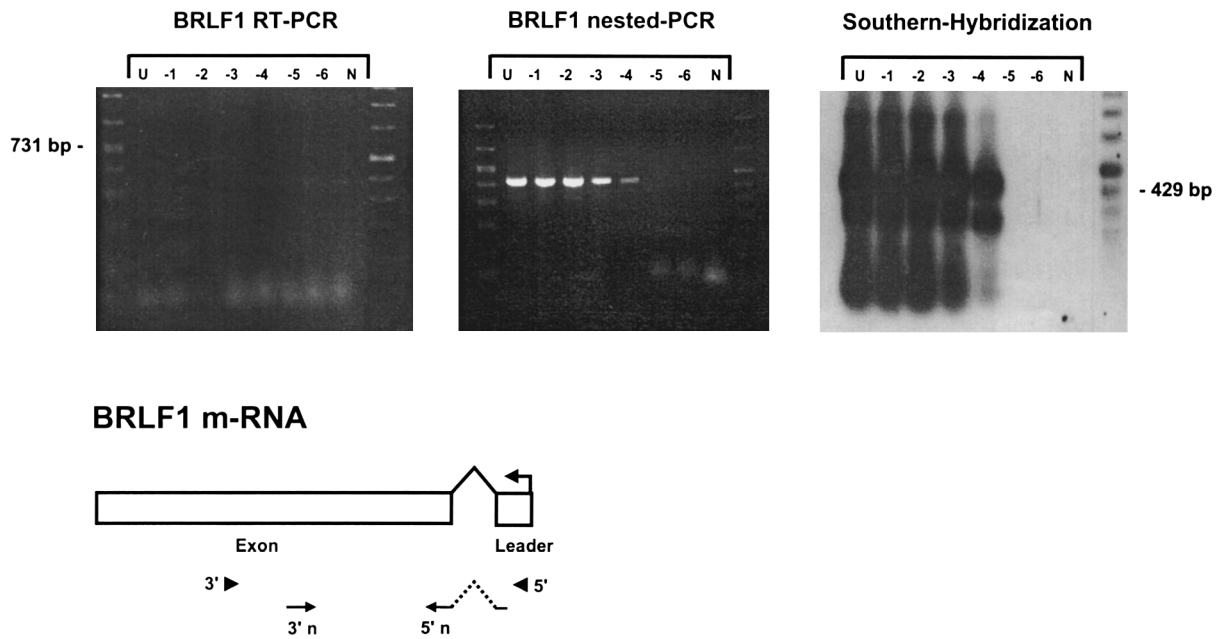 BRLF1 RT-PCR
U -1 -2 -3 -4 -5 -6 N
731 bp -
BRLF1 nested-PCR
U -1 -2 -3 -4 -5 -6 N
Southern-Hybridization
U -1 -2 -3 -4 -5 -6 N
- 429 bp
BRLF1 m-RNA
Exon
Leader
3'
5'
3' n
5' n